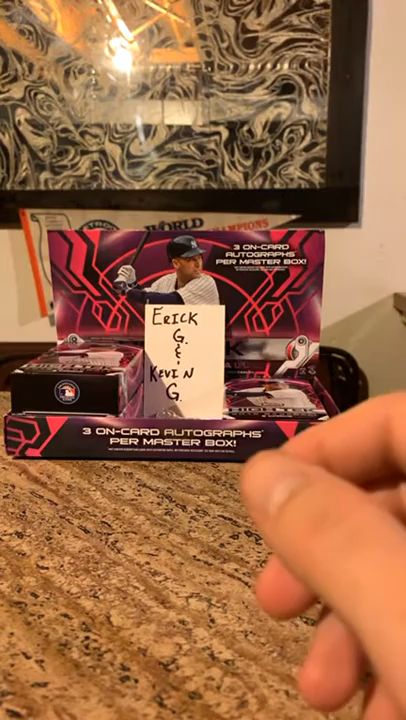 WORLD CHAMPIONS
3 ON-CARD
AUTOGRAPHS
PER MASTER BOX!
ERICK
G.
&
KEVIN
G.
3 ON-CARD AUTOGRAPHS
PER MASTER BOX!